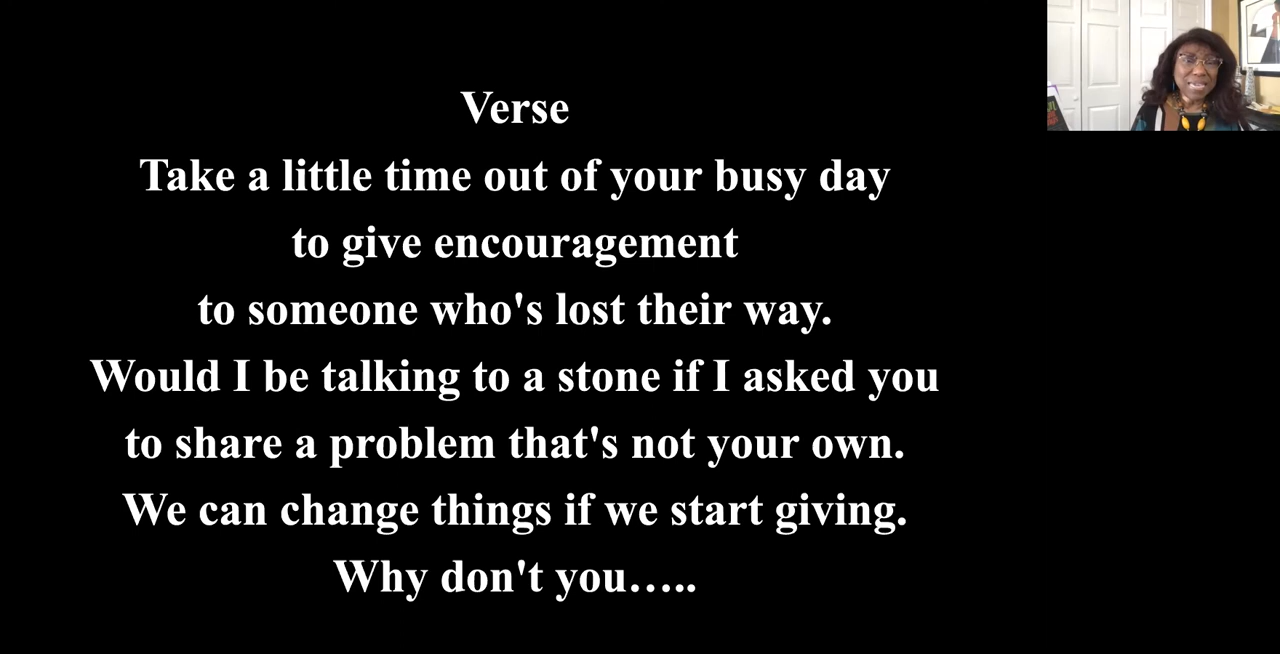 Verse
Take a little time out of your busy day
to give encouragement
to someone who's lost their way.
Would I be talking to a stone if I asked you
to share a problem that's not your own.
We can change things if we start giving.
Why don't you…..